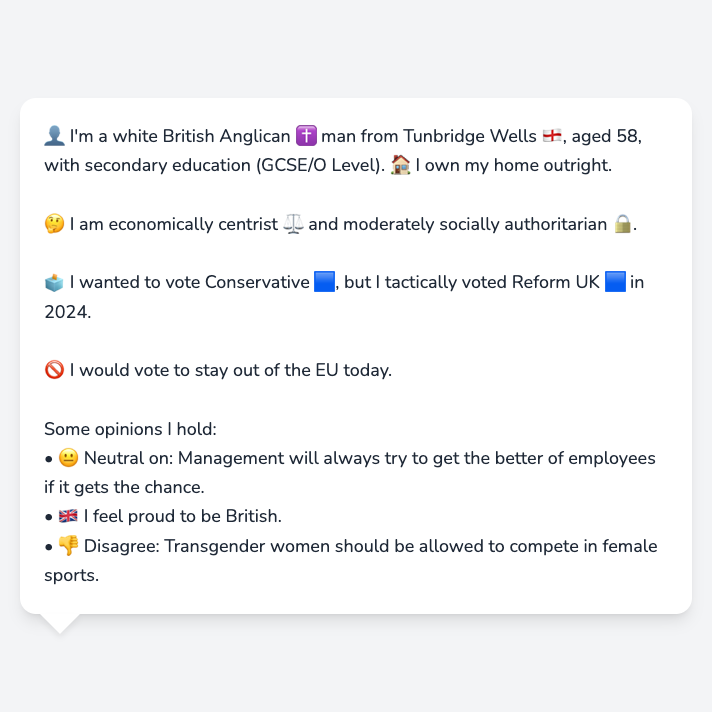 👤 I'm a white British Anglican ✝️ man from Tunbridge Wells 🏴󠁧󠁢󠁥󠁮󠁧󠁿, aged 58,
with secondary education (GCSE/O Level). 🏠 I own my home outright.
🤔 I am economically centrist ⚖️ and moderately socially authoritarian 🔒.
🗳️ I wanted to vote Conservative 🟦, but I tactically voted Reform UK 🟦 in
2024.
🚫 I would vote to stay out of the EU today.
Some opinions I hold:
• 😐 Neutral on: Management will always try to get the better of employees
if it gets the chance.
• 🇬🇧 I feel proud to be British.
• 👎 Disagree: Transgender women should be allowed to compete in female
sports.